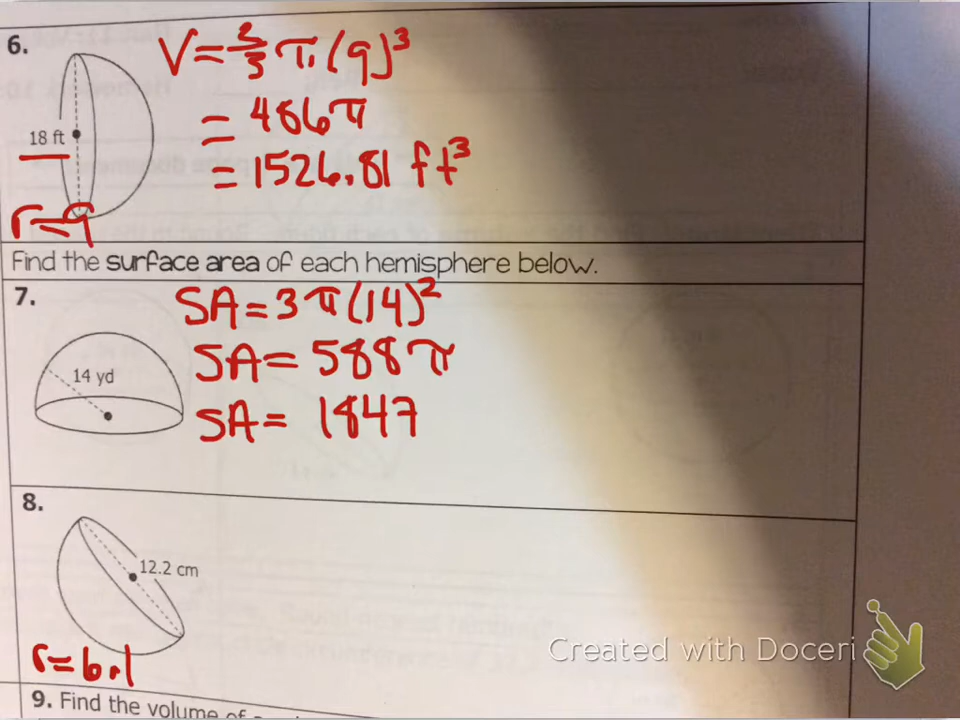 6.
V = 2/3 π (9)³
= 486π
18 ft
= 1526.81 ft³
r=9
Find the surface area of each hemisphere below.
7.
SA = 3π(14)²
SA = 588π
14 yd
SA = 1847
8.
12.2 cm
r=6.1
Created with Doceri
9. Find the volume of